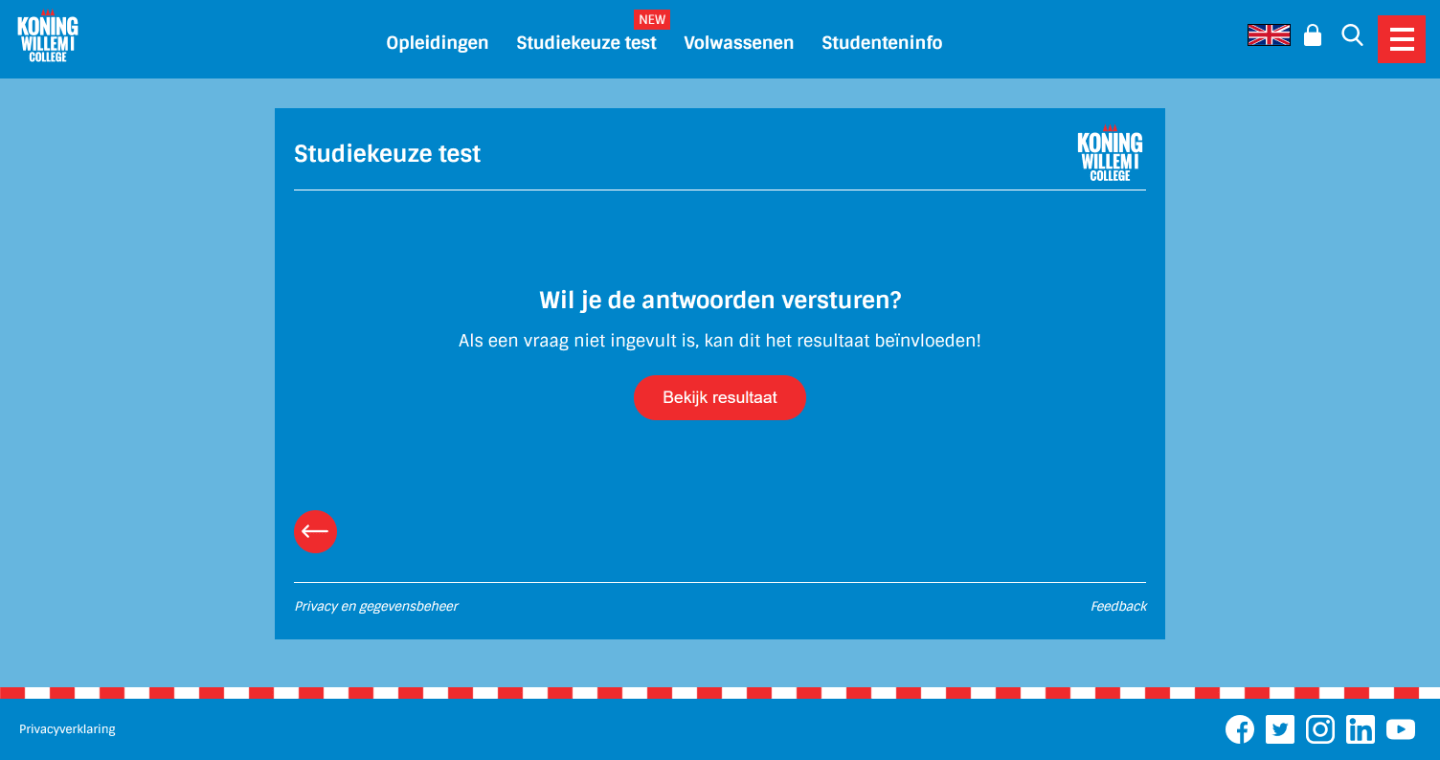 KONING
WILLEM I
COLLEGE
NEW
Opleidingen Studiekeuze test Volwassenen Studenteninfo
Studiekeuze test
KONING
WILLEM I
COLLEGE
Wil je de antwoorden versturen?
Als een vraag niet ingevult is, kan dit het resultaat beïnvloeden!
Bekijk resultaat
Privacy en gegevensbeheer Feedback
Privacyverklaring